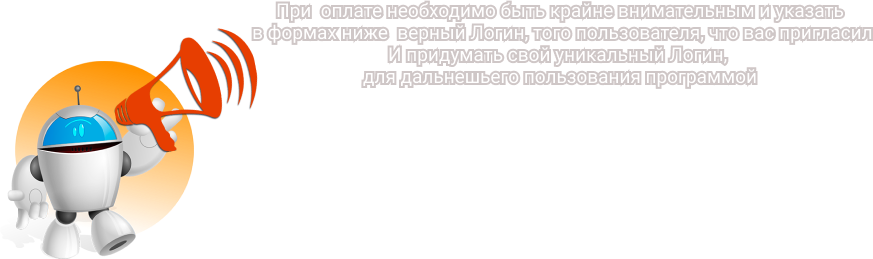 При оплате необходимо быть крайне внимательным и указать
в формах ниже верный Логин, того пользователя, что вас пригласил
И придумать свой уникальный Логин,
для дальнешьего пользования программой